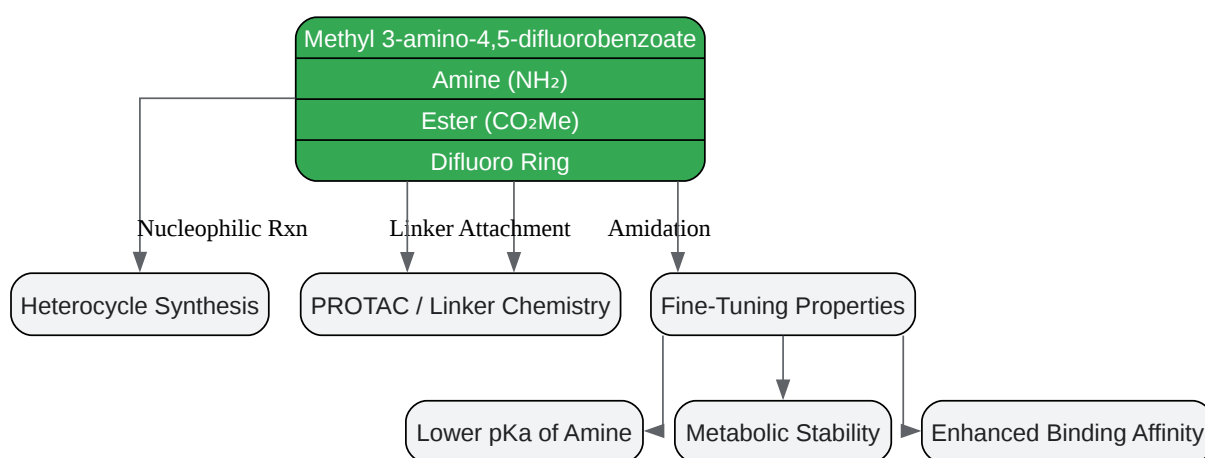 Methyl 3-amino-4,5-difluorobenzoate
Amine (NH₂)
Ester (CO₂Me)
Difluoro Ring
Nucleophilic Rxn
Linker Attachment
Amidation
Heterocycle Synthesis
PROTAC / Linker Chemistry
Fine-Tuning Properties
Lower pKa of Amine
Metabolic Stability
Enhanced Binding Affinity